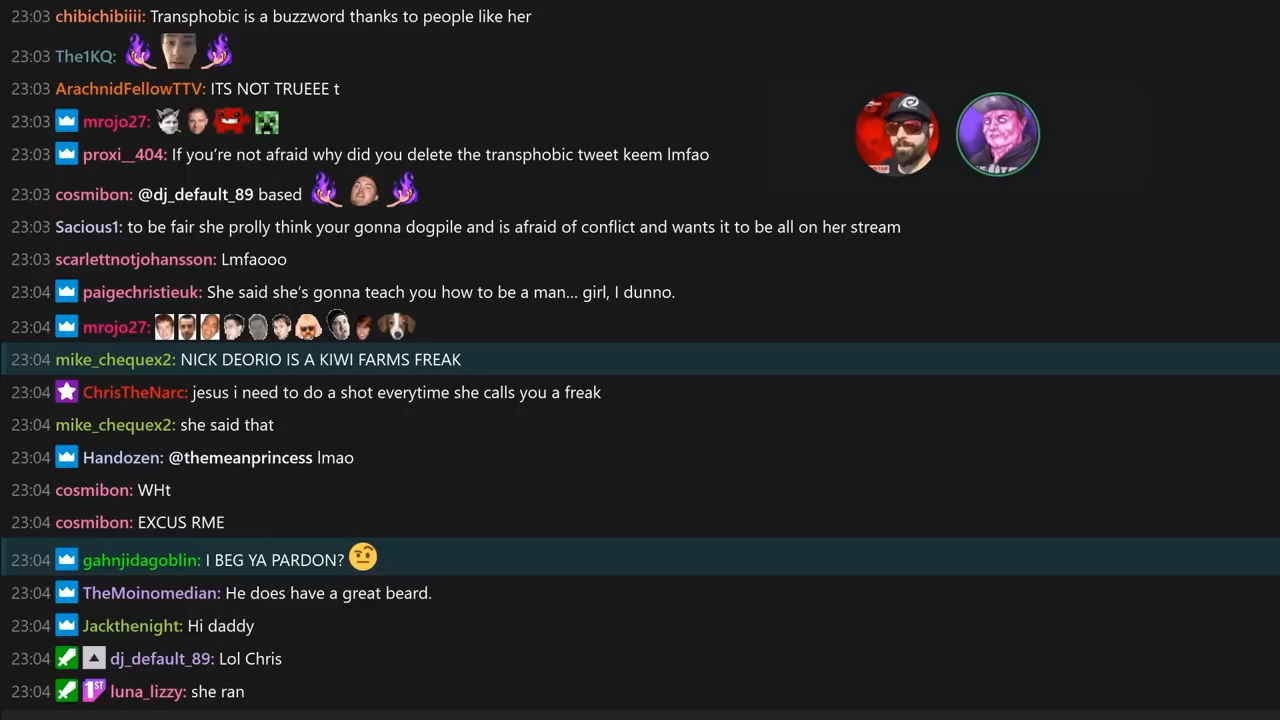 23:03 chibichibiiii: Transphobic is a buzzword thanks to people like her
23:03 The1KQ:
23:03 ArachnidFellowTTV: ITS NOT TRUEEE t
23:03 mrojo27:
23:03 proxi__404: If you’re not afraid why did you delete the transphobic tweet keem lmfao
23:03 cosmibon: @dj_default_89 based
23:03 Sacious1: to be fair she prolly think your gonna dogpile and is afraid of conflict and wants it to be all on her stream
23:03 scarlettnotjohansson: Lmfaooo
23:04 paigechristieuk: She said she’s gonna teach you how to be a man... girl, I dunno.
23:04 mrojo27:
23:04 mike_chequex2: NICK DEORIO IS A KIWI FARMS FREAK
23:04 ChrisTheNarc: jesus i need to do a shot everytime she calls you a freak
23:04 mike_chequex2: she said that
23:04 Handozen: @themeanprincess lmao
23:04 cosmibon: WHt
23:04 cosmibon: EXCUS RME
23:04 gahnjidagoblin: I BEG YA PARDON?
23:04 TheMoinomedian: He does have a great beard.
23:04 Jackthenight: Hi daddy
23:04 dj_default_89: Lol Chris
23:04 1ST luna_lizzy: she ran